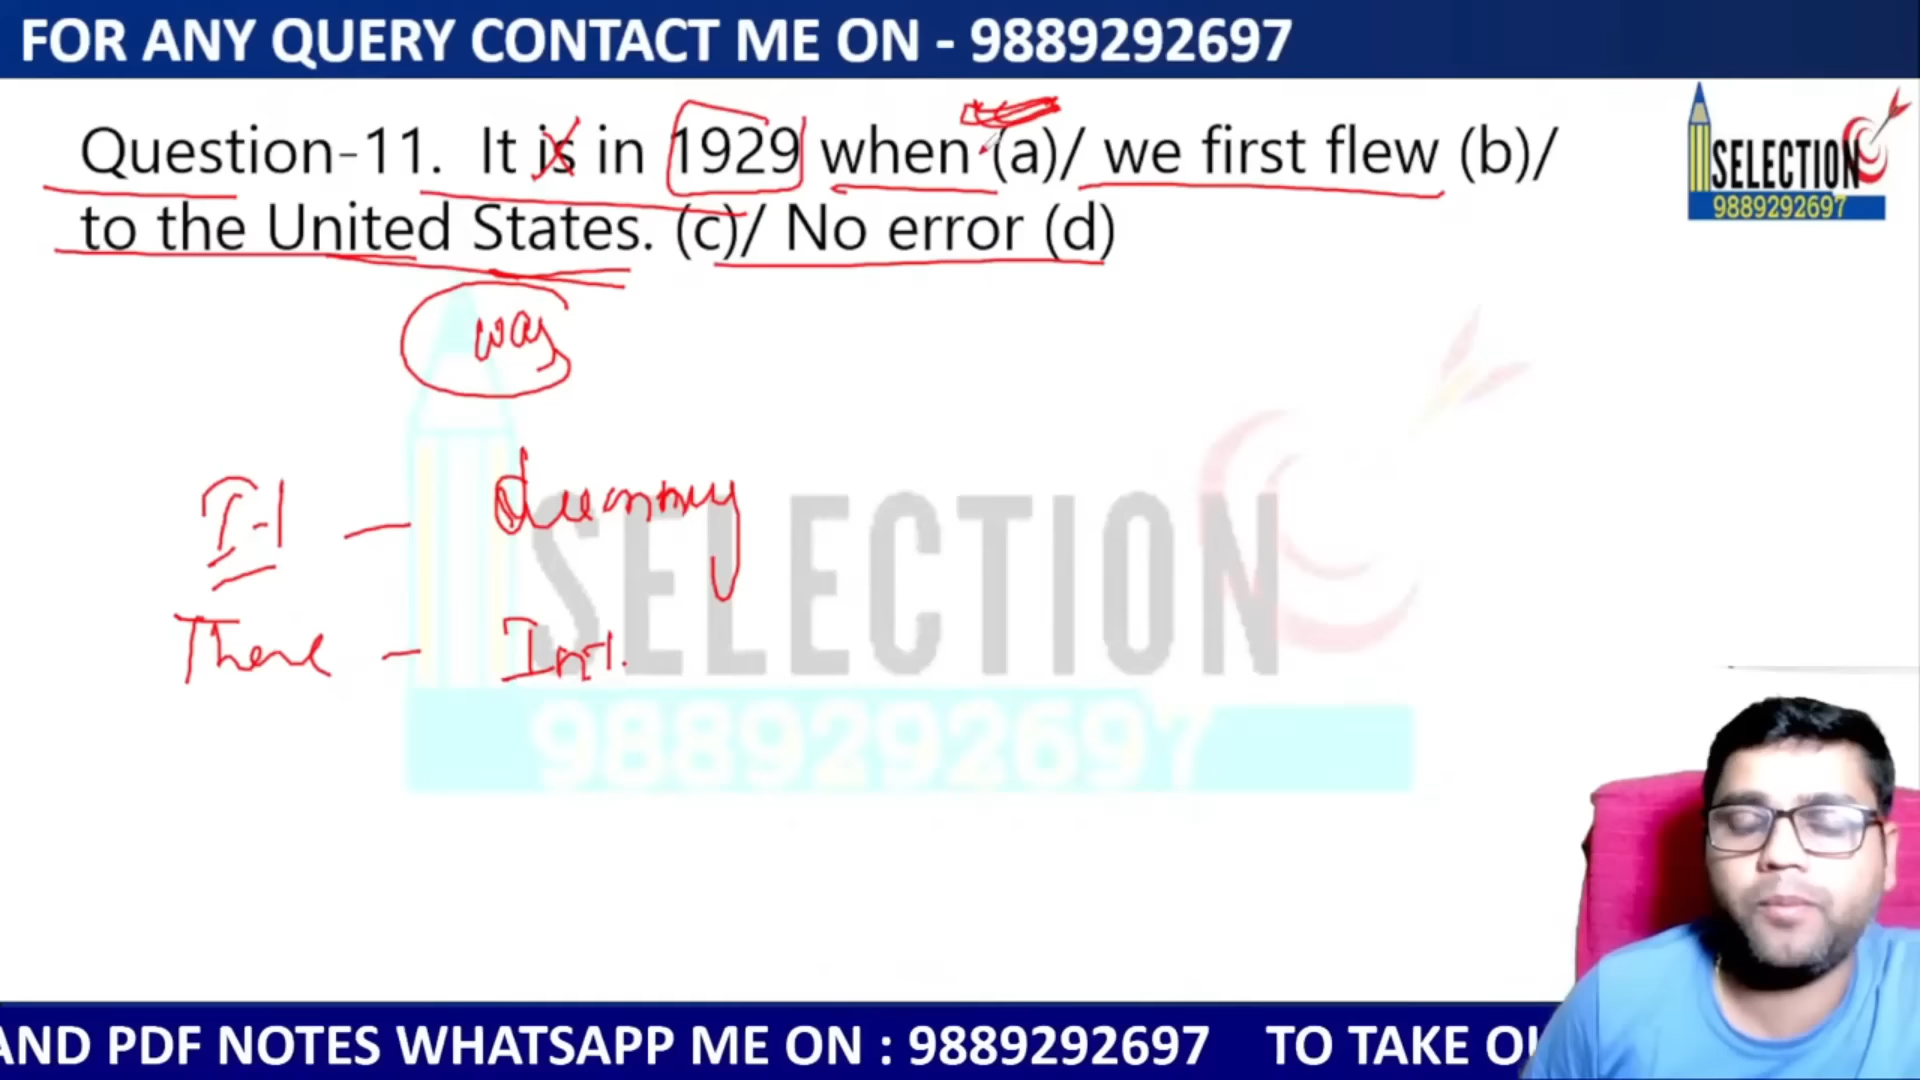 FOR ANY QUERY CONTACT ME ON - 9889292697
Question-11. It is in 1929 when (a)/ we first flew (b)/
to the United States. (c)/ No error (d)
SELECTION
9889292697
was
It - dummy
There - Int.
SELECTION
9889292697
AND PDF NOTES WHATSAPP ME ON : 9889292697 TO TAKE